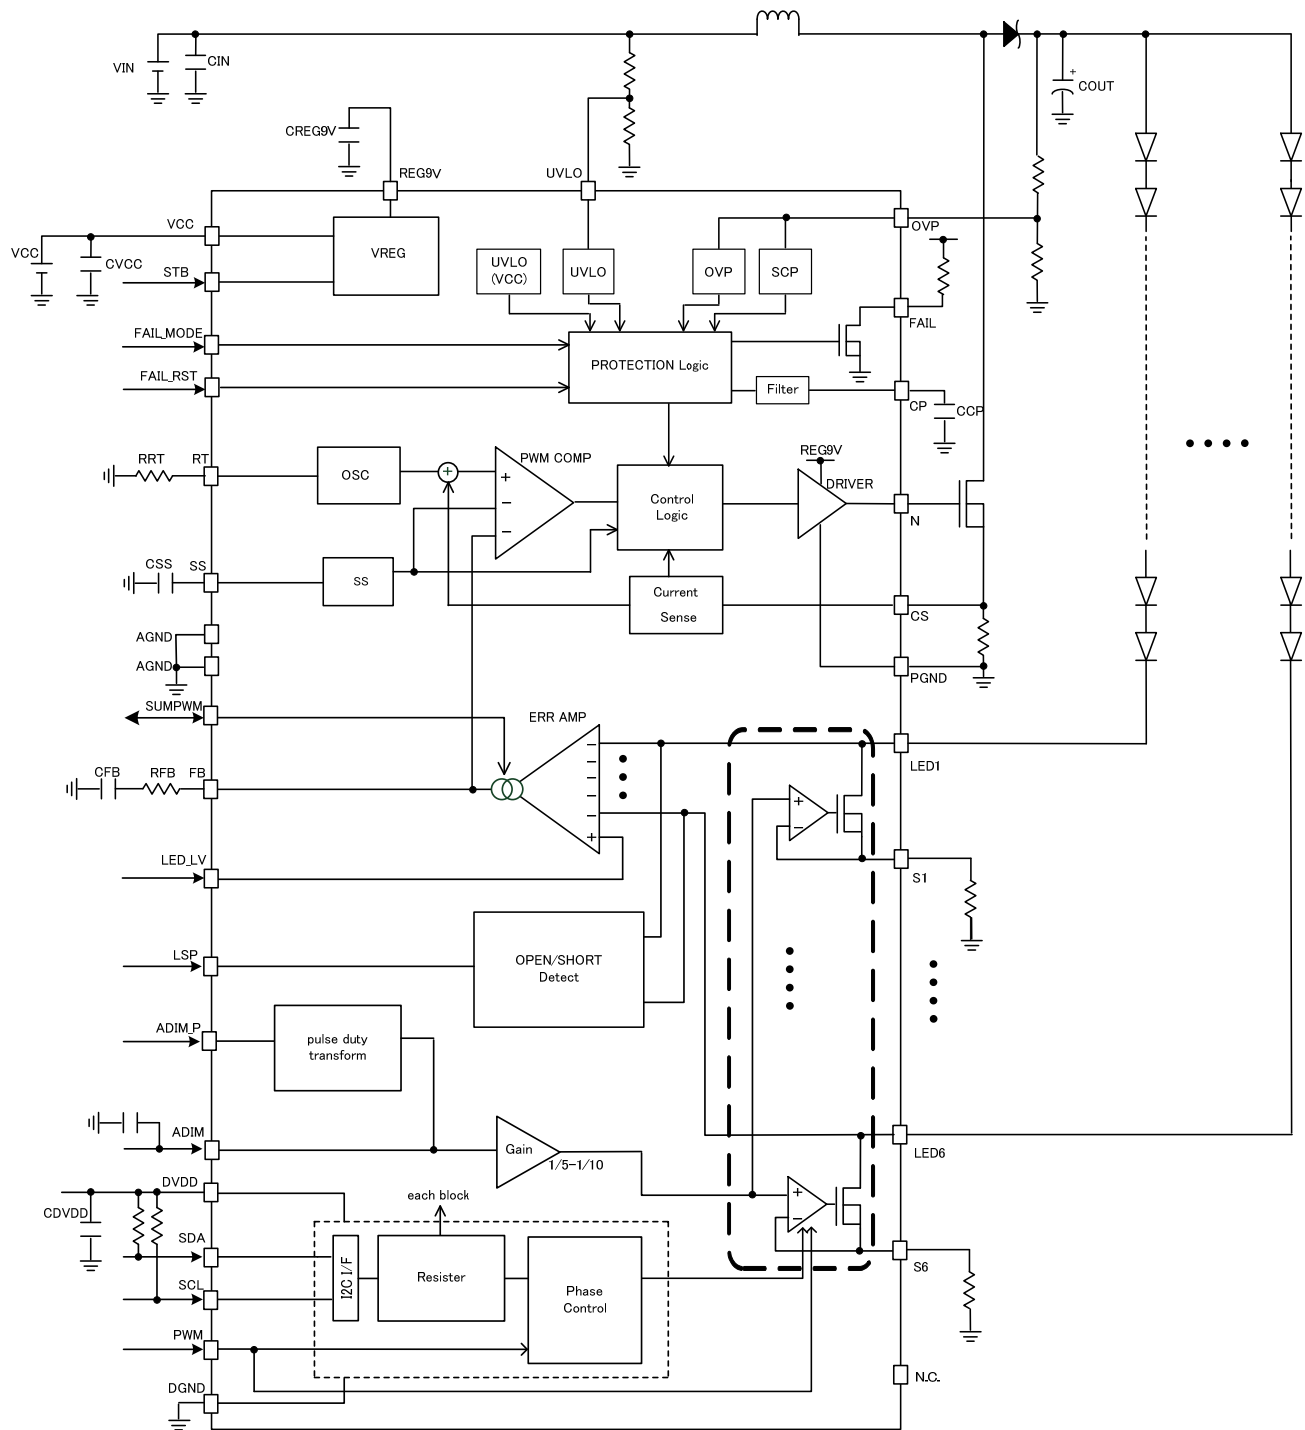 VIN
CIN
COUT
CREG9V
REG9V
UVLO
VCC
VCC
CVCC
STB
VREG
UVLO
(VCC)
UVLO
OVP
SCP
OVP
FAIL
FAIL_MODE
FAIL_RST
PROTECTION Logic
Filter
CP
CCP
RRT
RT
OSC
+
PWM COMP
+
−
−
Control
Logic
REG9V
DRIVER
N
CSS
SS
SS
Current
Sense
CS
AGND
AGND
PGND
SUMPWM
ERR AMP
−
−
−
−
+
LED1
CFB
RFB
FB
+
−
LED_LV
S1
LSP
OPEN/SHORT
Detect
ADIM_P
pulse duty
transform
ADIM
Gain
1/5-1/10
LED6
DVDD
CDVDD
each block
+
−
SDA
SCL
I2C I/F
Resister
Phase
Control
S6
PWM
DGND
N.C.